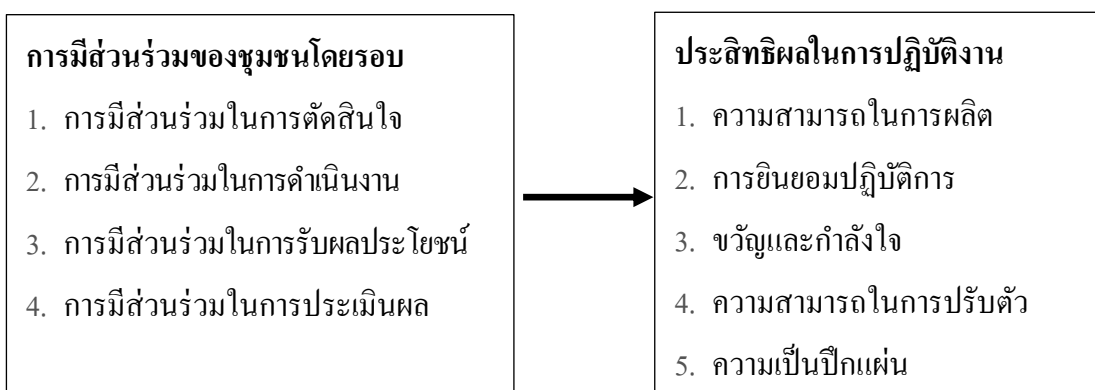 การมีส่วนร่วมของชุมชนโดยรอบ
1. การมีส่วนร่วมในการตัดสินใจ
2. การมีส่วนร่วมในการดำเนินงาน
3. การมีส่วนร่วมในการรับผลประโยชน์
4. การมีส่วนร่วมในการประเมินผล
ประสิทธิผลในการปฏิบัติงาน
1. ความสามารถในการผลิต
2. การยินยอมปฏิบัติการ
3. ขวัญและกำลังใจ
4. ความสามารถในการปรับตัว
5. ความเป็นปึกแผ่น